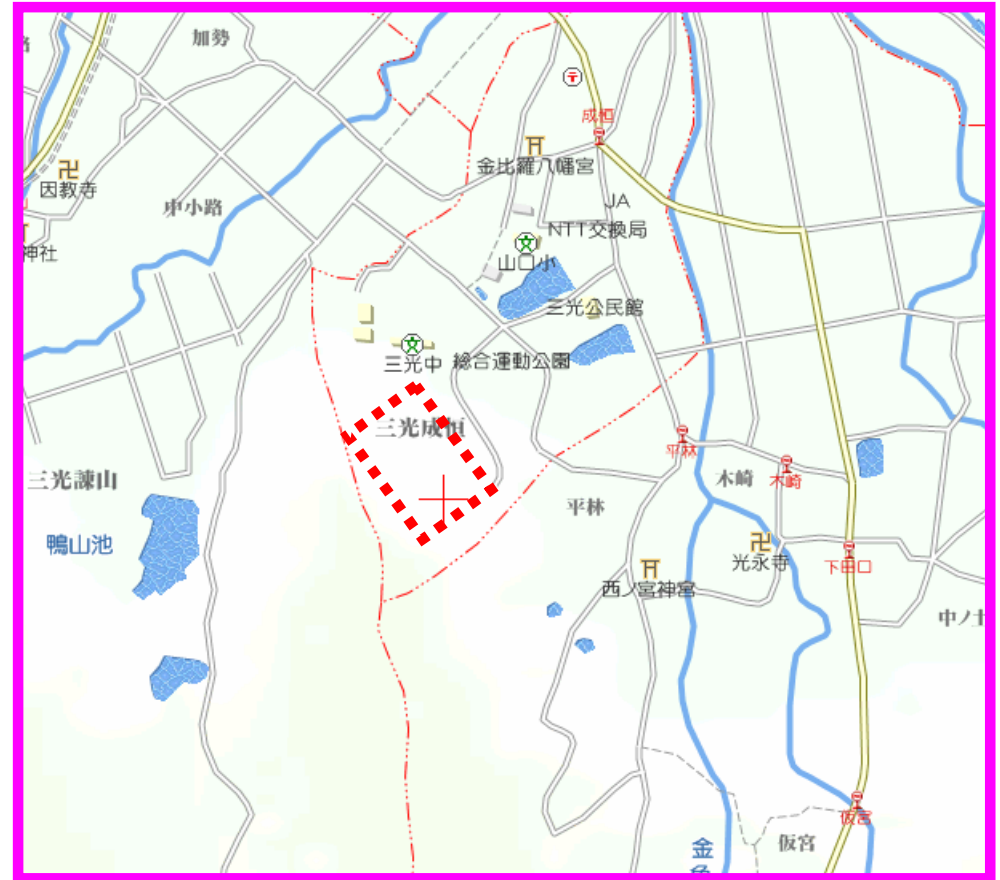 加勢
成恒
金比羅八幡宮
因教寺
JA
中小路
NTT交換局
神社
山口小
三光公民館
三光中
総合運動公園
三光成恒
平林
三光諫山
木崎
木崎
平林
鴨山池
光永寺
下田口
西ノ宮神宮
中ノ
仮宮
仮宮
金